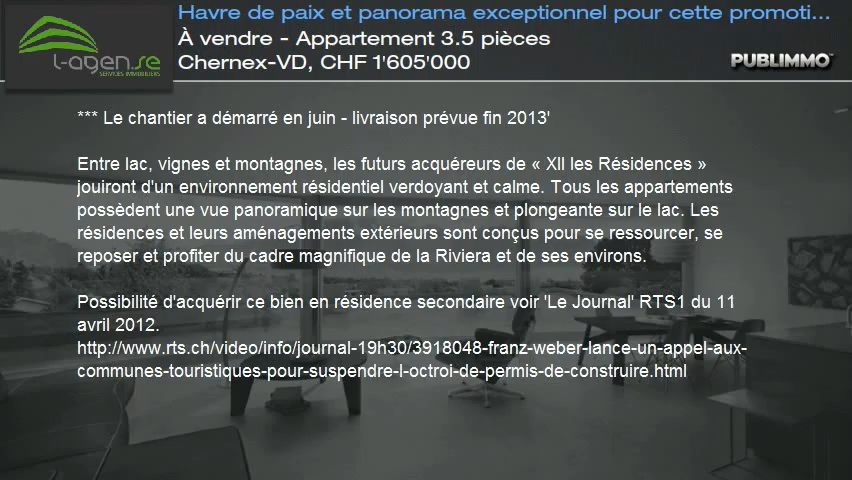 Havre de paix et panorama exceptionnel pour cette promoti...
l-agen.se
SERVICES IMMOBILIERS
À vendre - Appartement 3.5 pièces
Chernex-VD, CHF 1'605'000
PUBLIMMO
*** Le chantier a démarré en juin - livraison prévue fin 2013'
Entre lac, vignes et montagnes, les futurs acquéreurs de « XII les Résidences »
jouiront d'un environnement résidentiel verdoyant et calme. Tous les appartements
possèdent une vue panoramique sur les montagnes et plongeante sur le lac. Les
résidences et leurs aménagements extérieurs sont conçus pour se ressourcer, se
reposer et profiter du cadre magnifique de la Riviera et de ses environs.
Possibilité d'acquérir ce bien en résidence secondaire voir 'Le Journal' RTS1 du 11
avril 2012.
http://www.rts.ch/video/info/journal-19h30/3918048-franz-weber-lance-un-appel-aux-
communes-touristiques-pour-suspendre-l-octroi-de-permis-de-construire.html